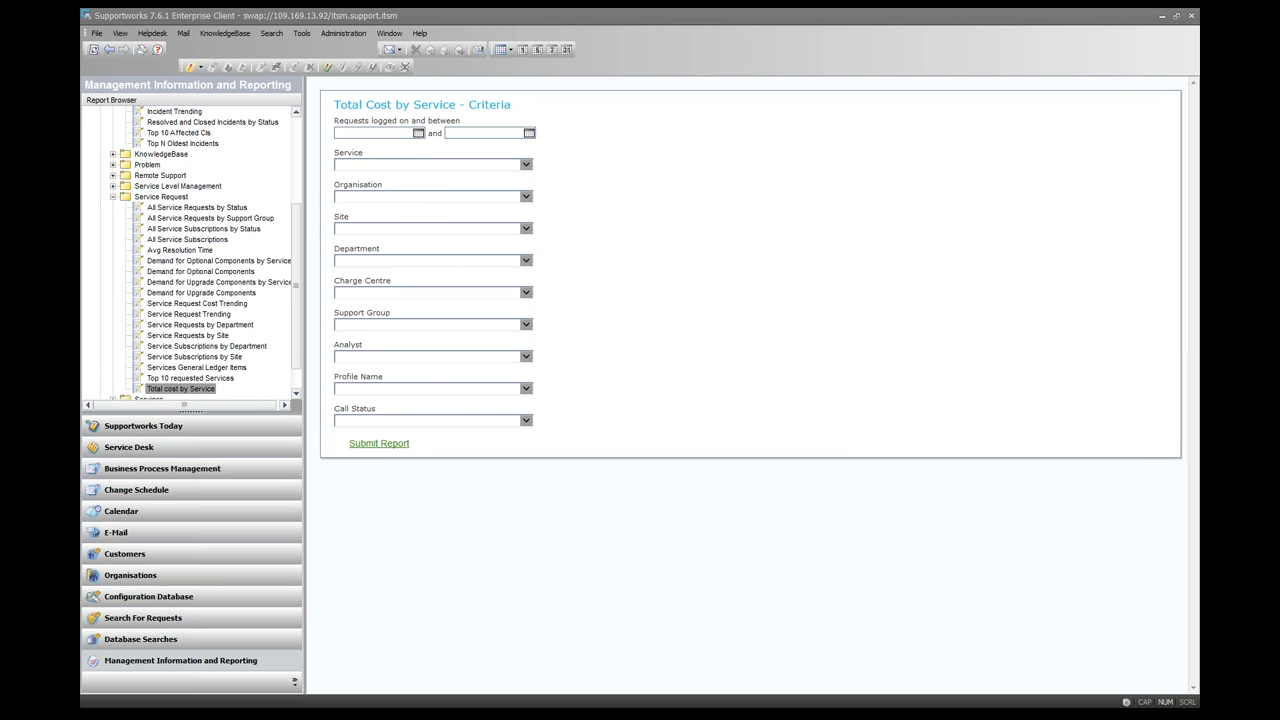 Supportworks 7.6.1 Enterprise Client - swap://109.169.13.92/itsm.support.itsm
File View Helpdesk Mail KnowledgeBase Search Tools Administration Window Help
Management Information and Reporting
Report Browser
Incident Trending
Resolved and Closed Incidents by Status
Top 10 Affected CIs
Top N Oldest Incidents
KnowledgeBase
Problem
Remote Support
Service Level Management
Service Request
All Service Requests by Status
All Service Requests by Support Group
All Service Subscriptions by Status
All Service Subscriptions
Avg Resolution Time
Demand for Optional Components by Service
Demand for Optional Components
Demand for Upgrade Components by Service
Demand for Upgrade Components
Service Request Cost Trending
Service Request Trending
Service Requests by Department
Service Requests by Site
Service Subscriptions by Department
Service Subscriptions by Site
Services General Ledger Items
Top 10 requested Services
Total cost by Service
Services
Supportworks Today
Service Desk
Business Process Management
Change Schedule
Calendar
E-Mail
Customers
Organisations
Configuration Database
Search For Requests
Database Searches
Management Information and Reporting
Total Cost by Service - Criteria
Requests logged on and between
and
Service
Organisation
Site
Department
Charge Centre
Support Group
Analyst
Profile Name
Call Status
Submit Report
CAP NUM SCRL